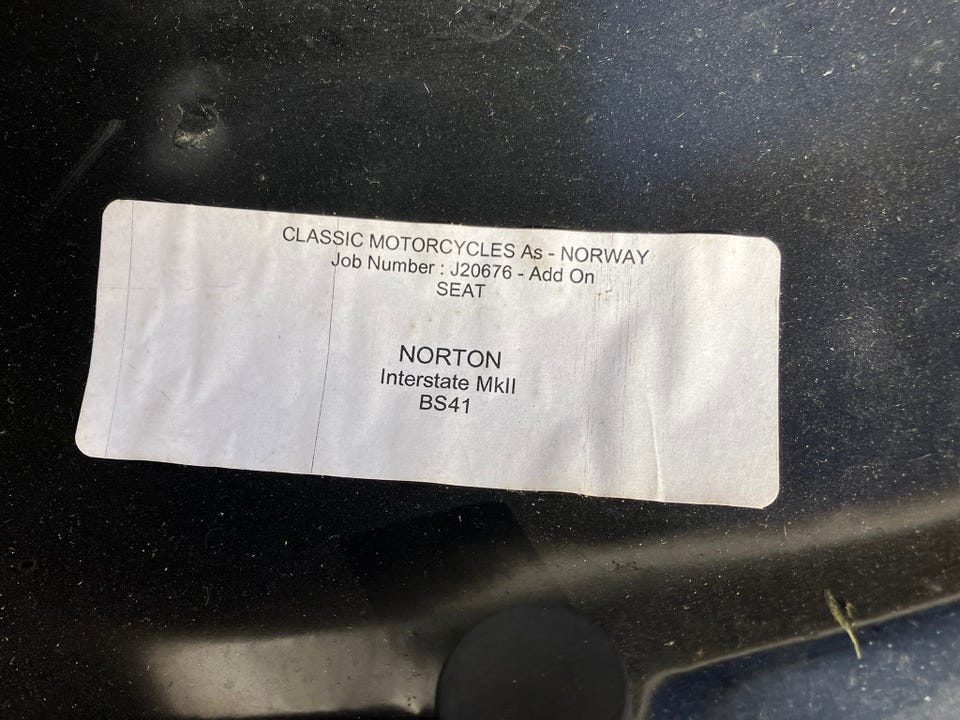 CLASSIC MOTORCYCLES As - NORWAY
Job Number : J20676 - Add On
SEAT
NORTON
Interstate MkII
BS41